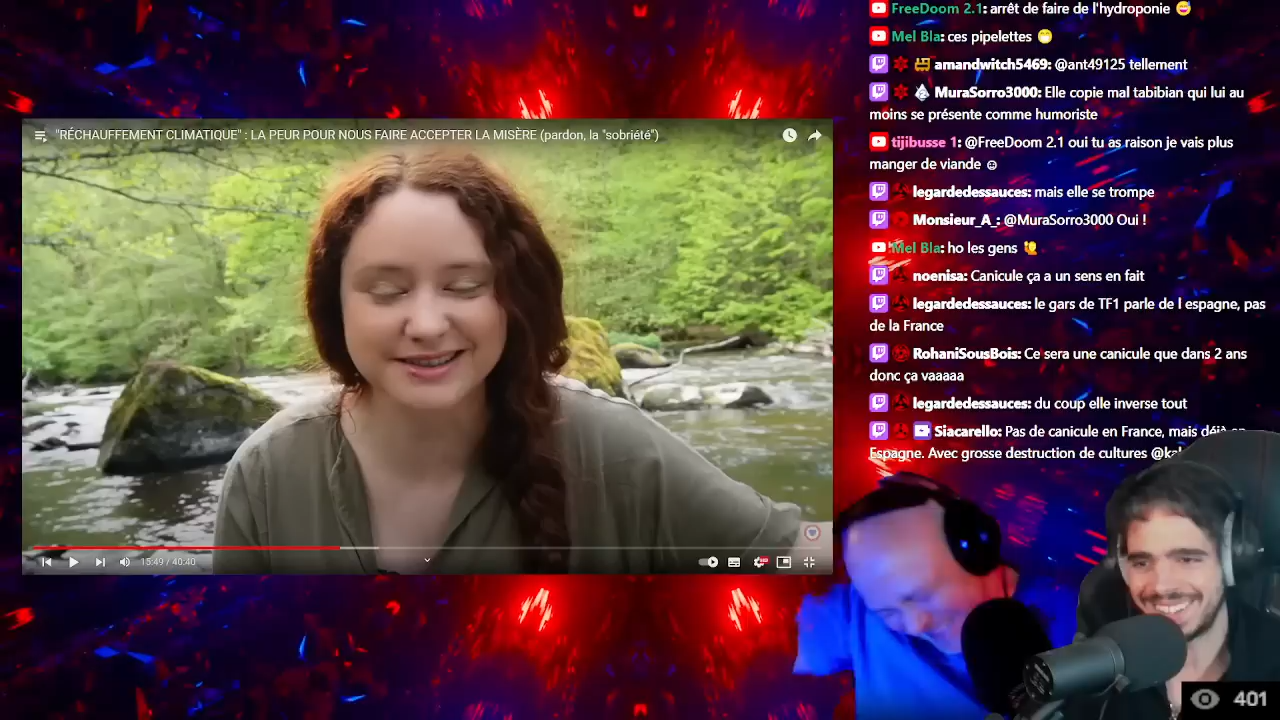 "RÉCHAUFFEMENT CLIMATIQUE" : LA PEUR POUR NOUS FAIRE ACCEPTER LA MISÈRE (pardon, la "sobriété")
15:49 / 40:40
FreeDoom 2.1: arrêt de faire de l'hydroponie 😅
Mel Bla: ces pipelettes 😁
amandwitch5469: @ant49125 tellement
MuraSorro3000: Elle copie mal tabibian qui lui au
moins se présente comme humoriste
tijibusse 1: @FreeDoom 2.1 oui tu as raison je vais plus
manger de viande ☺
legardedessauces: mais elle se trompe
Monsieur_A_: @MuraSorro3000 Oui !
Mel Bla: ho les gens 🙋
noenisa: Canicule ça a un sens en fait
legardedessauces: le gars de TF1 parle de l espagne, pas
de la France
RohaniSousBois: Ce sera une canicule que dans 2 ans
donc ça vaaaaa
legardedessauces: du coup elle inverse tout
Siacarello: Pas de canicule en France, mais déjà en
Espagne. Avec grosse destruction de cultures
401